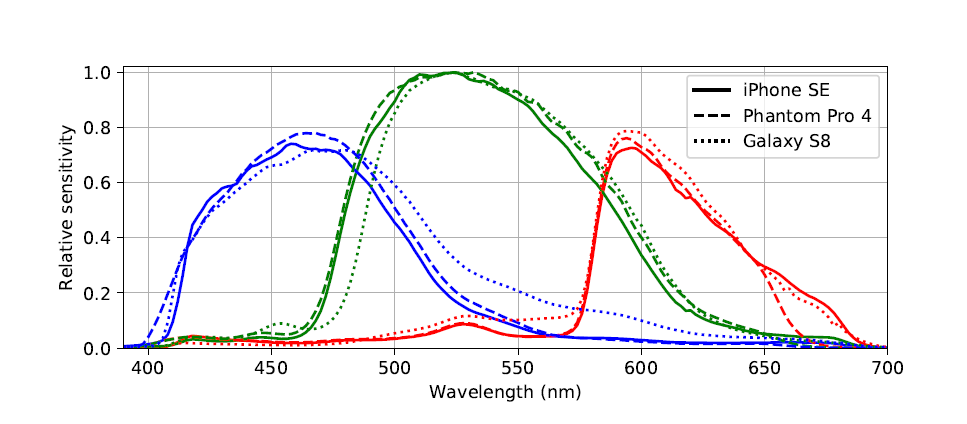 1.0
0.8
0.6
0.4
0.2
0.0
Relative sensitivity
iPhone SE
Phantom Pro 4
Galaxy S8
400 450 500 550 600 650 700
Wavelength (nm)